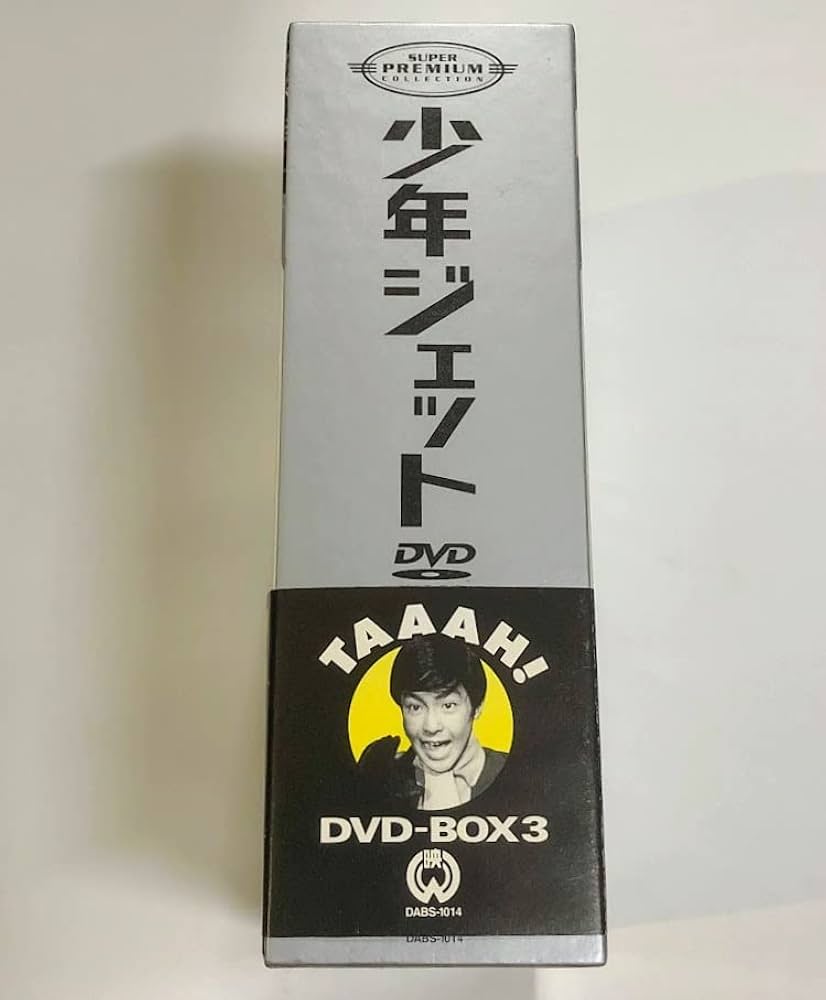 SUPER
PREMIUM
COLLECTION
少年ジェット
DVD
TAAAH!
DVD-BOX3
映
DABS-1014
DABS-1014